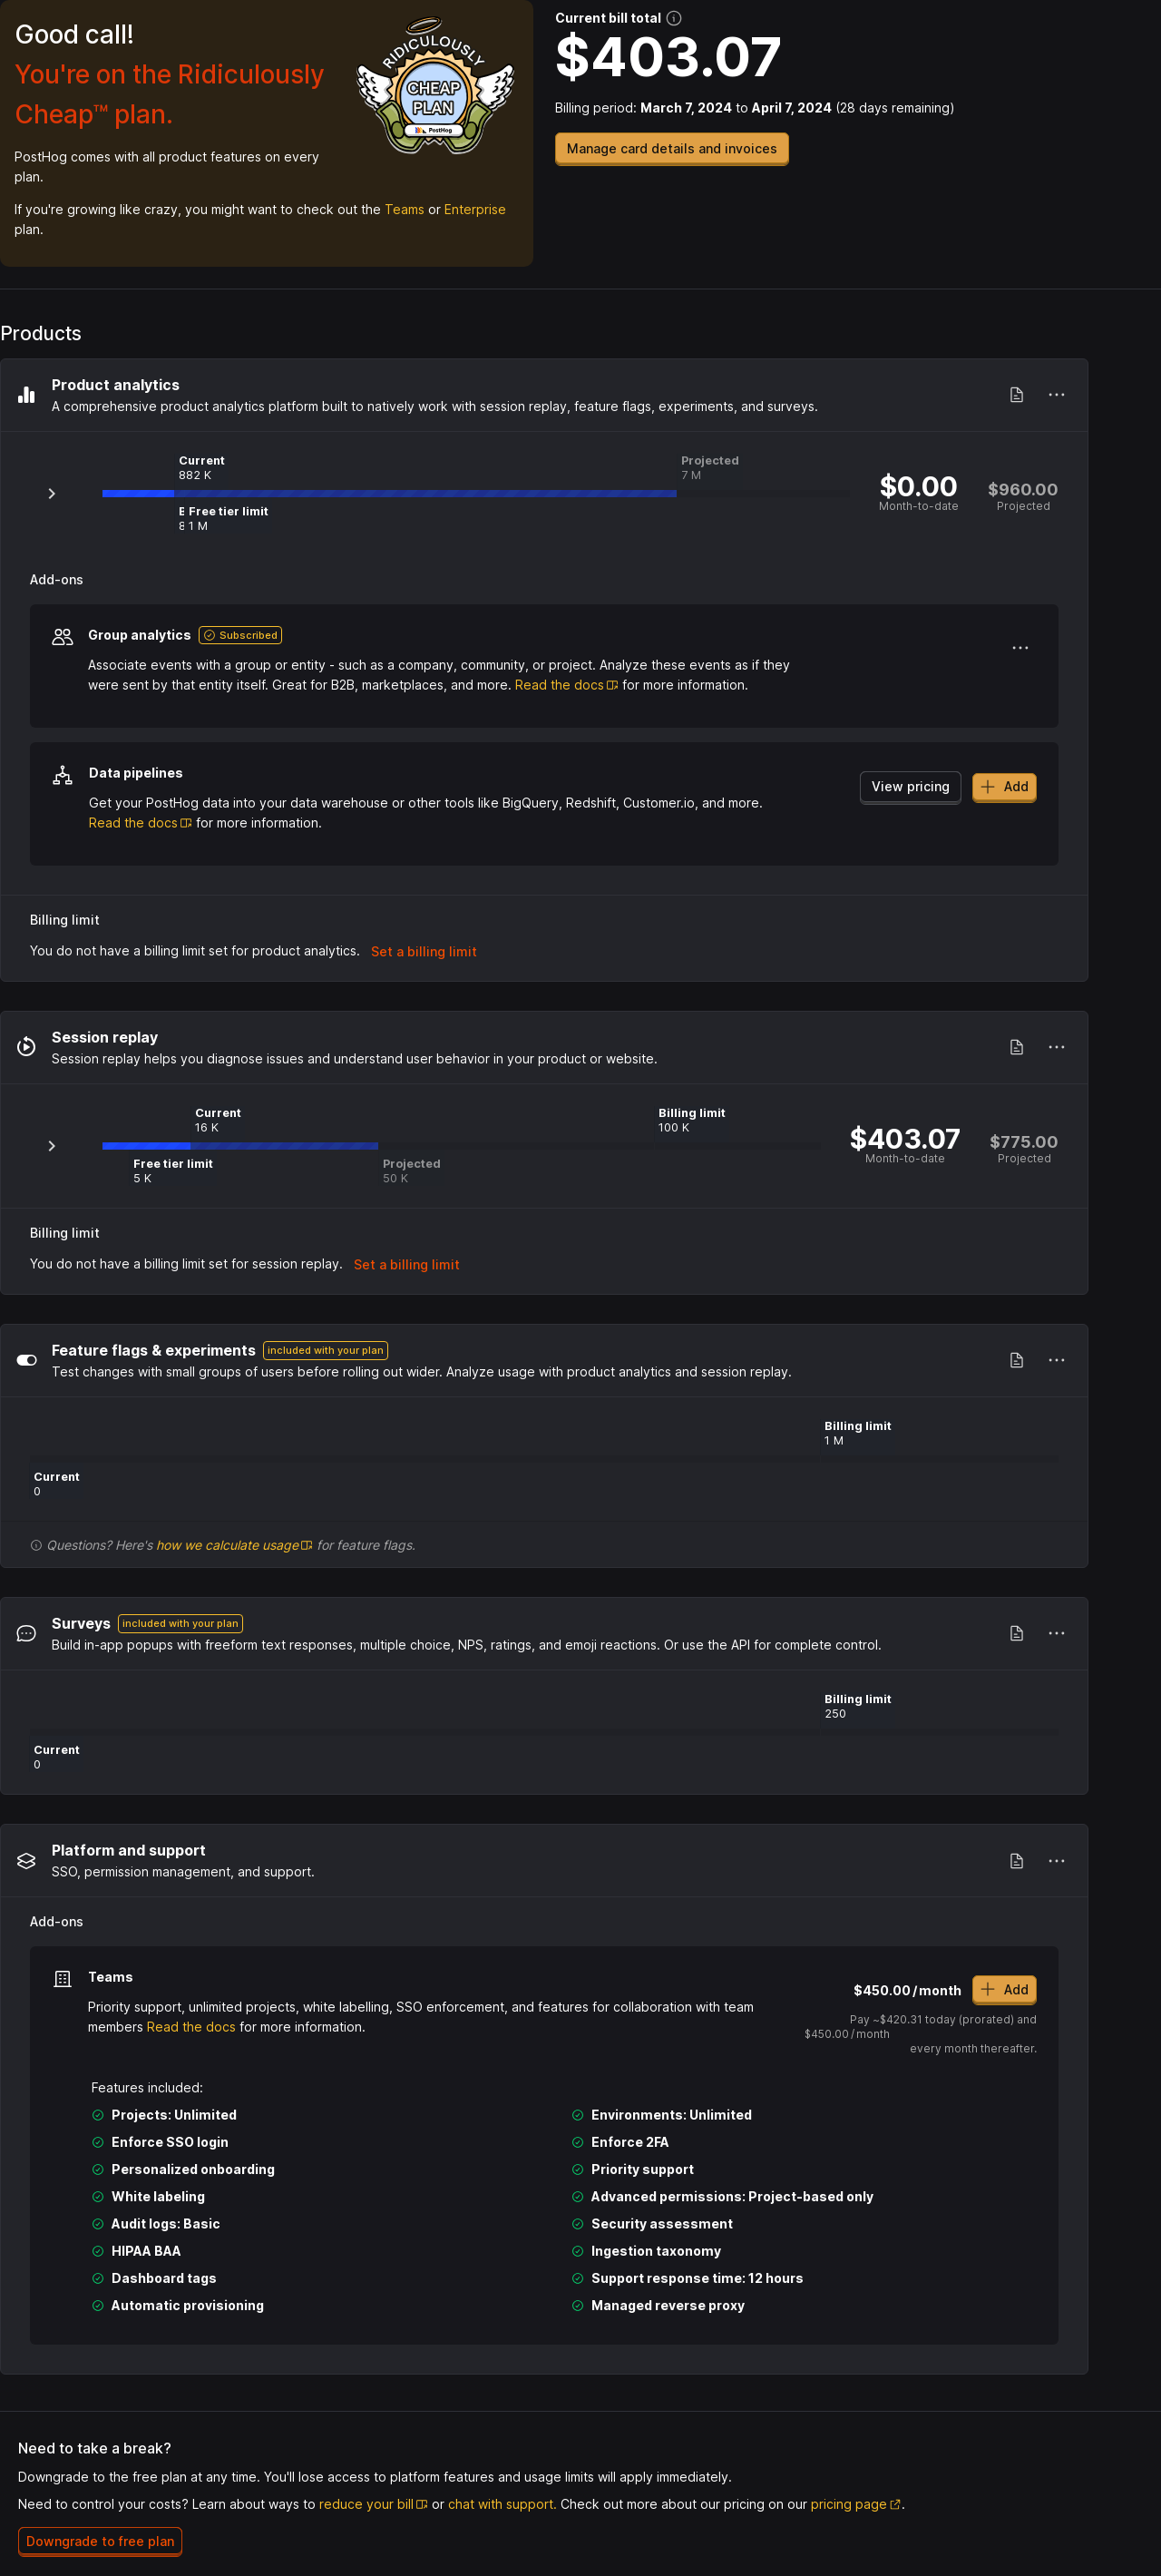 Good call!
You're on the Ridiculously
Cheap™ plan.
RIDICULOUSLY
CHEAP
PLAN
PostHog
PostHog comes with all product features on every
plan.
If you're growing like crazy, you might want to check out the Teams or Enterprise
plan.
Current bill total
$403.07
Billing period: March 7, 2024 to April 7, 2024 (28 days remaining)
Manage card details and invoices
Products
Product analytics
A comprehensive product analytics platform built to natively work with session replay, feature flags, experiments, and surveys.
Current
882 K
Projected
7 M
Free tier limit
1 M
$0.00
Month-to-date
$960.00
Projected
Add-ons
Group analytics Subscribed
Associate events with a group or entity - such as a company, community, or project. Analyze these events as if they
were sent by that entity itself. Great for B2B, marketplaces, and more. Read the docs for more information.
Data pipelines
Get your PostHog data into your data warehouse or other tools like BigQuery, Redshift, Customer.io, and more.
Read the docs for more information.
View pricing
Add
Billing limit
You do not have a billing limit set for product analytics. Set a billing limit
Session replay
Session replay helps you diagnose issues and understand user behavior in your product or website.
Current
16 K
Billing limit
100 K
Free tier limit
5 K
Projected
50 K
$403.07
Month-to-date
$775.00
Projected
Billing limit
You do not have a billing limit set for session replay. Set a billing limit
Feature flags & experiments included with your plan
Test changes with small groups of users before rolling out wider. Analyze usage with product analytics and session replay.
Billing limit
1 M
Current
0
Questions? Here's how we calculate usage for feature flags.
Surveys included with your plan
Build in-app popups with freeform text responses, multiple choice, NPS, ratings, and emoji reactions. Or use the API for complete control.
Billing limit
250
Current
0
Platform and support
SSO, permission management, and support.
Add-ons
Teams
Priority support, unlimited projects, white labelling, SSO enforcement, and features for collaboration with team
members Read the docs for more information.
$450.00/month
Add
Pay ~$420.31 today (prorated) and
$450.00/month
every month thereafter.
Features included:
Projects: Unlimited
Environments: Unlimited
Enforce SSO login
Enforce 2FA
Personalized onboarding
Priority support
White labeling
Advanced permissions: Project-based only
Audit logs: Basic
Security assessment
HIPAA BAA
Ingestion taxonomy
Dashboard tags
Support response time: 12 hours
Automatic provisioning
Managed reverse proxy
Need to take a break?
Downgrade to the free plan at any time. You'll lose access to platform features and usage limits will apply immediately.
Need to control your costs? Learn about ways to reduce your bill or chat with support. Check out more about our pricing on our pricing page.
Downgrade to free plan